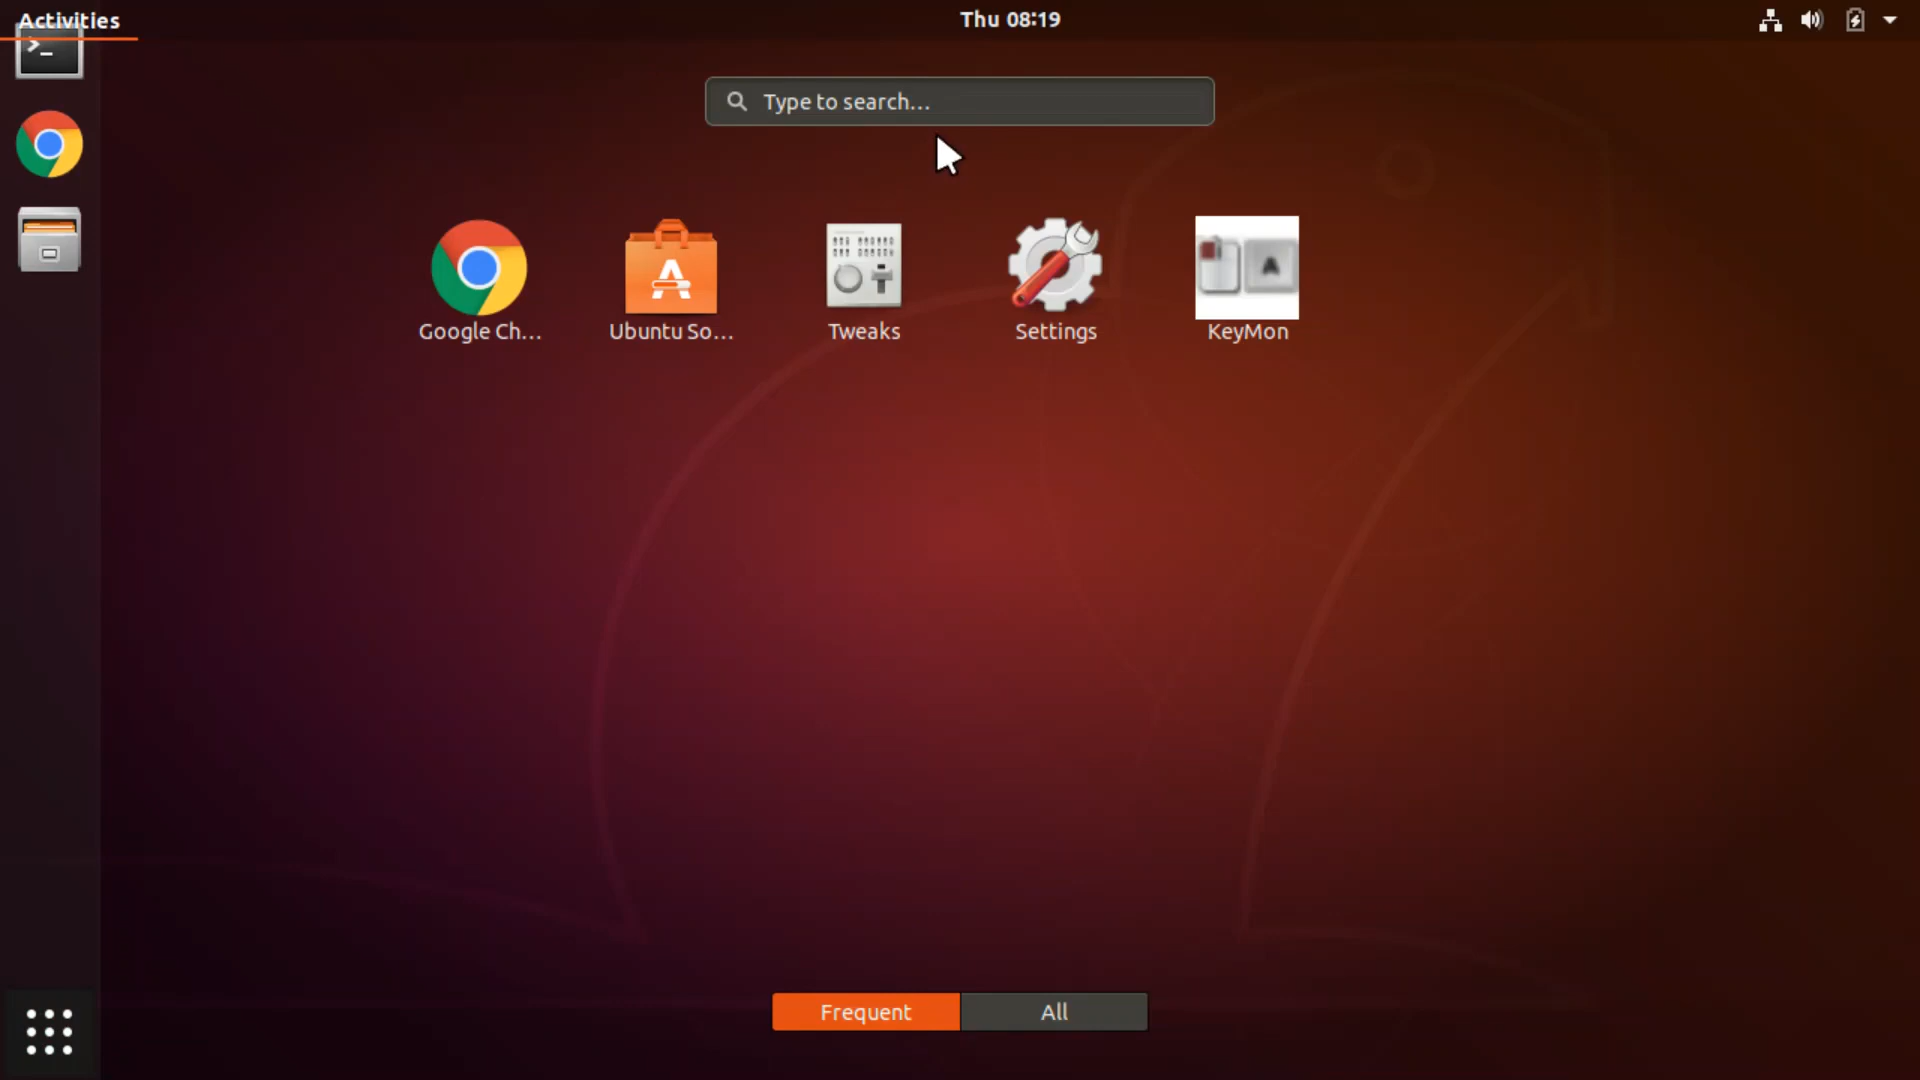 Activities
Thu 08:19
Type to search...
Google Ch...
Ubuntu So...
Tweaks
Settings
A
KeyMon
Frequent
All